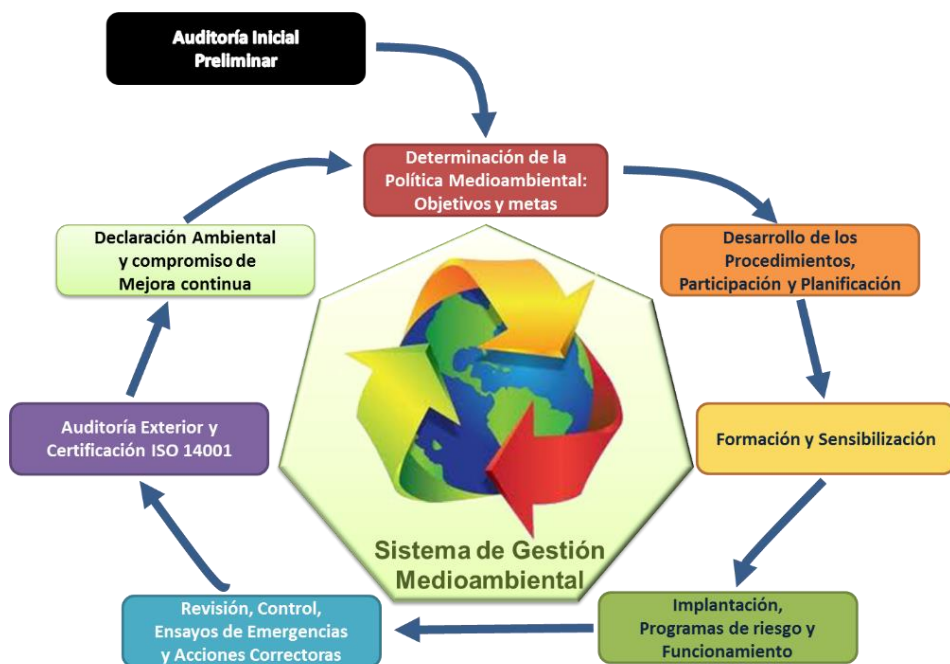 Auditoría Inicial
Preliminar
Determinación de la
Política Medioambiental:
Objetivos y metas
Desarrollo de los
Procedimientos,
Participación y Planificación
Formación y Sensibilización
Implantación,
Programas de riesgo y
Funcionamiento
Revisión, Control,
Ensayos de Emergencias
y Acciones Correctoras
Auditoría Exterior y
Certificación ISO 14001
Declaración Ambiental
y compromiso de
Mejora continua
Sistema de Gestión
Medioambiental